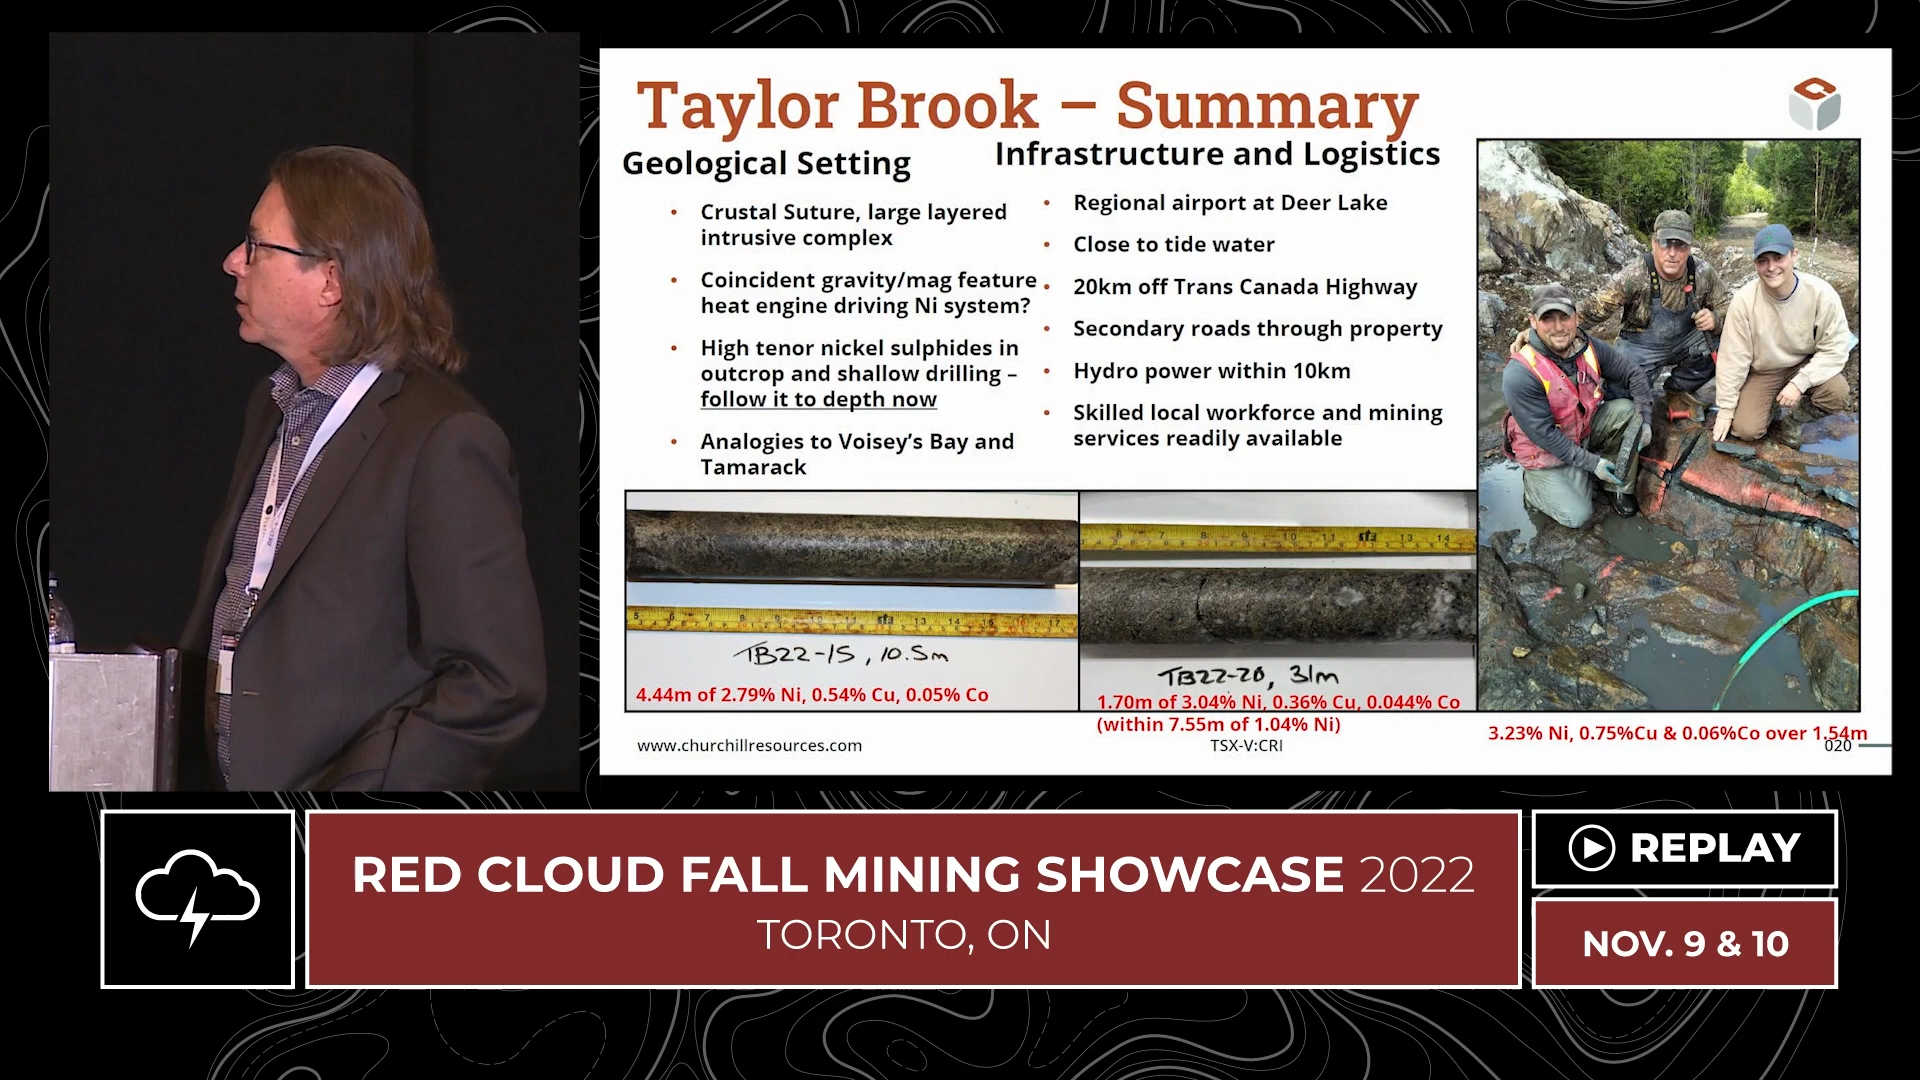 Taylor Brook – Summary
Geological Setting
Crustal Suture, large layered
intrusive complex
Coincident gravity/mag feature
heat engine driving Ni system?
High tenor nickel sulphides in
outcrop and shallow drilling –
follow it to depth now
Analogies to Voisey’s Bay and
Tamarack
Infrastructure and Logistics
Regional airport at Deer Lake
Close to tide water
20km off Trans Canada Highway
Secondary roads through property
Hydro power within 10km
Skilled local workforce and mining
services readily available
TB22-15, 10.5m
4.44m of 2.79% Ni, 0.54% Cu, 0.05% Co
TB22-20, 31m
1.70m of 3.04% Ni, 0.36% Cu, 0.044% Co
(within 7.55m of 1.04% Ni)
3.23% Ni, 0.75%Cu & 0.06%Co over 1.54m
www.churchillresources.com
TSX-V:CRI
020
RED CLOUD FALL MINING SHOWCASE 2022
TORONTO, ON
REPLAY
NOV. 9 & 10